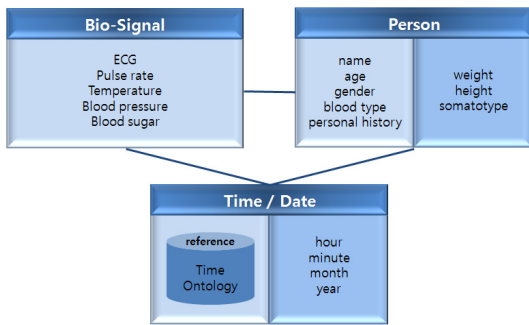 Bio-Signal
ECG
Pulse rate
Temperature
Blood pressure
Blood sugar
Person
name
age
gender
blood type
personal history
weight
height
somatotype
Time / Date
reference
Time
Ontology
hour
minute
month
year